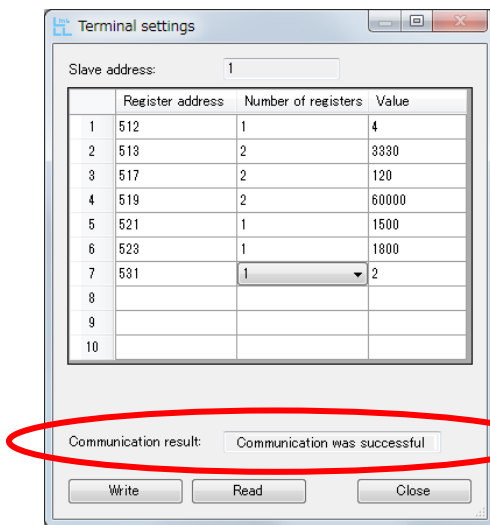 Terminal settings
Slave address: 1
Register address Number of registers Value
1 512 1 4
2 513 2 3330
3 517 2 120
4 519 2 60000
5 521 1 1500
6 523 1 1800
7 531 1 2
8
9
10
Communication result: Communication was successful
Write Read Close